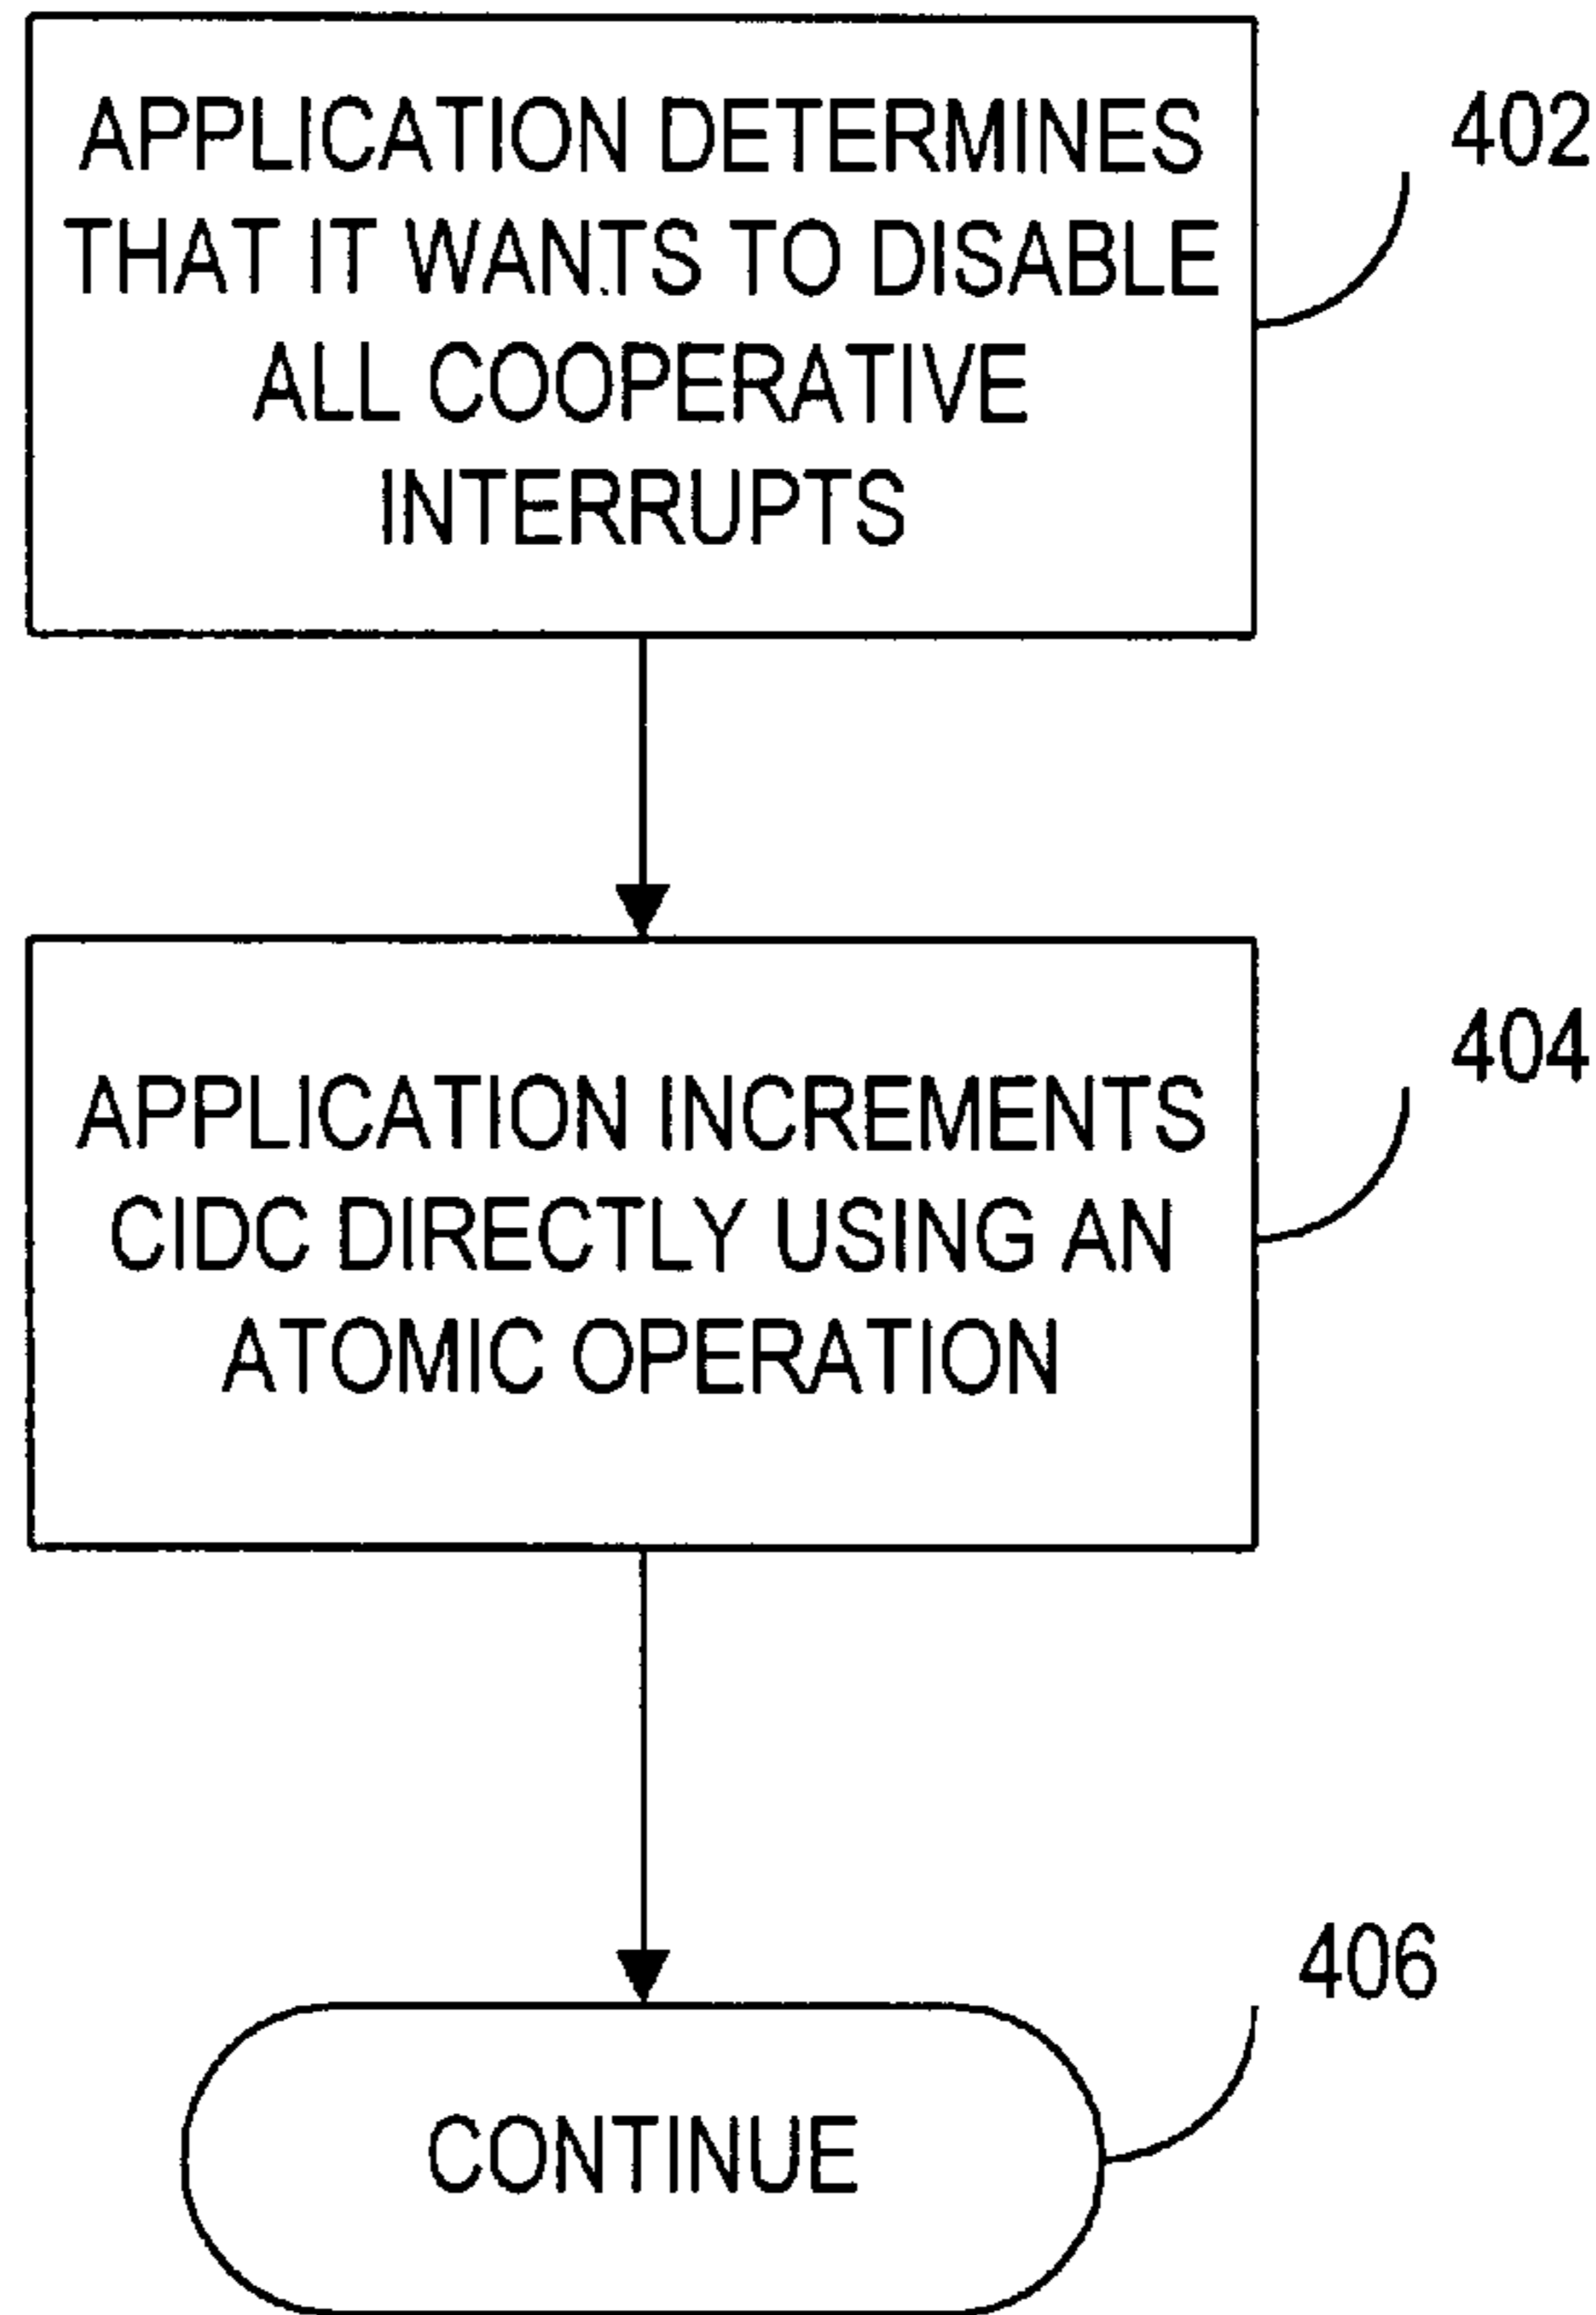 APPLICATION DETERMINES
THAT IT WANTS TO DISABLE
ALL COOPERATIVE
INTERRUPTS
402
APPLICATION INCREMENTS
CIDC DIRECTLY USING AN
ATOMIC OPERATION
404
CONTINUE
406